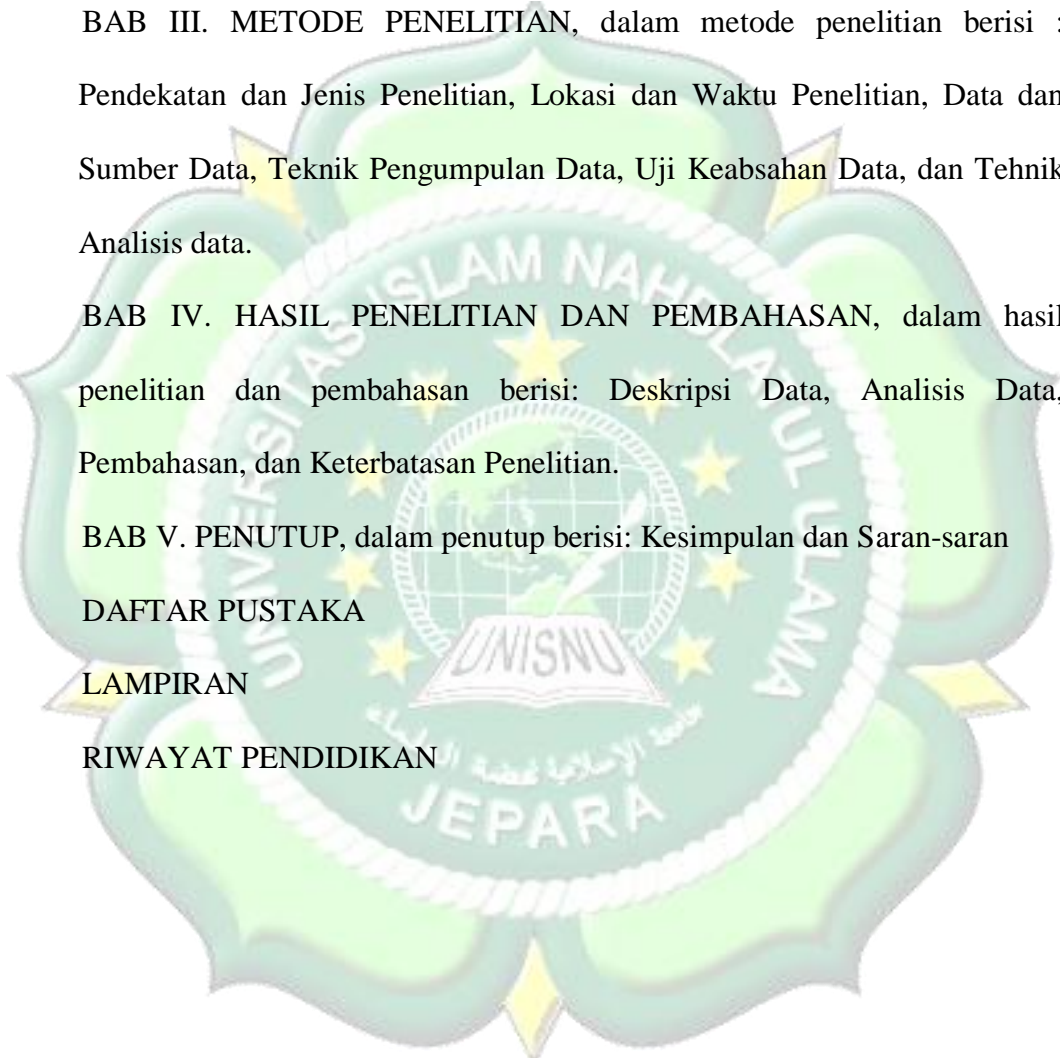 BAB III. METODE PENELITIAN, dalam metode penelitian berisi :
Pendekatan dan Jenis Penelitian, Lokasi dan Waktu Penelitian, Data dan
Sumber Data, Teknik Pengumpulan Data, Uji Keabsahan Data, dan Tehnik
Analisis data.
BAB IV. HASIL PENELITIAN DAN PEMBAHASAN, dalam hasil
penelitian dan pembahasan berisi: Deskripsi Data, Analisis Data,
Pembahasan, dan Keterbatasan Penelitian.
BAB V. PENUTUP, dalam penutup berisi: Kesimpulan dan Saran-saran
DAFTAR PUSTAKA
LAMPIRAN
RIWAYAT PENDIDIKAN
UNIVERSITAS ISLAM NAHDLATUL ULAMA
UNISNU
JEPARA